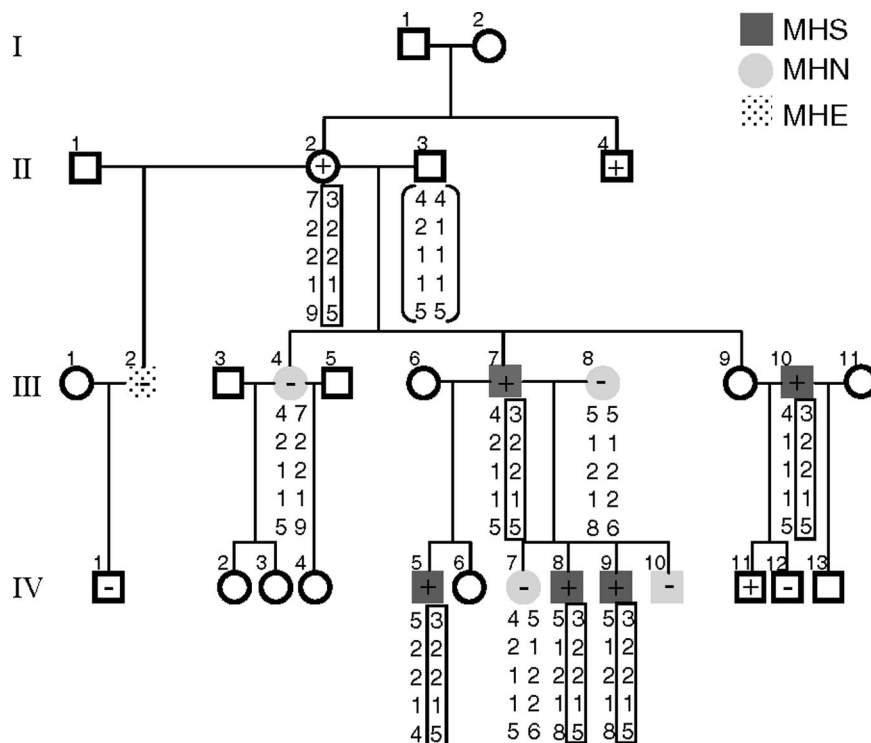 I 1 2 MHS
MHN
MHE
II 1 2 + 3 4 +
7 3 4 4
2 2 2 1
2 2 1 1
1 1 1 1
9 5 5 5
III 1 2 - 3 4 - 5 6 7 + 8 - 9 10 + 11
4 7 4 3 5 5 4 3
2 2 2 2 1 1 1 2
1 2 1 2 2 1 1 2
1 1 1 1 1 2 1 1
5 9 5 5 8 6 5 5
IV 1 - 2 3 4 5 + 6 7 - 8 + 9 + 10 - 11 + 12 - 13
5 3 4 5 5 3 5 3
2 2 2 1 1 2 1 2
2 2 1 1 2 2 2 2
1 1 1 2 1 1 1 1
4 5 5 6 8 5 8 5